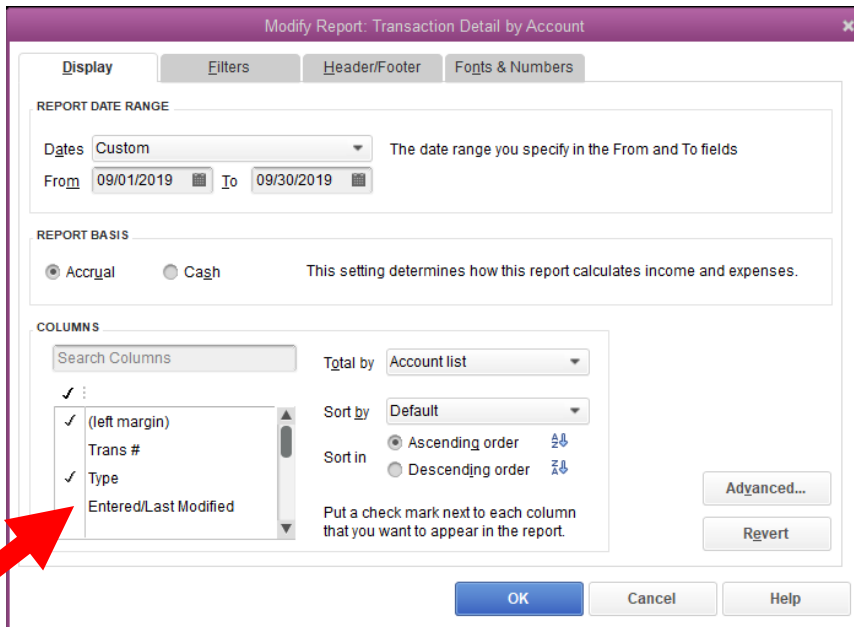 Modify Report: Transaction Detail by Account
Display Filters Header/Footer Fonts & Numbers
REPORT DATE RANGE
Dates Custom The date range you specify in the From and To fields
From 09/01/2019 To 09/30/2019
REPORT BASIS
Accrual Cash This setting determines how this report calculates income and expenses.
COLUMNS
Search Columns
Total by Account list
(left margin)
Trans #
Type
Entered/Last Modified
Sort by Default
Sort in Ascending order
Descending order
Put a check mark next to each column
that you want to appear in the report.
Advanced...
Revert
OK Cancel Help